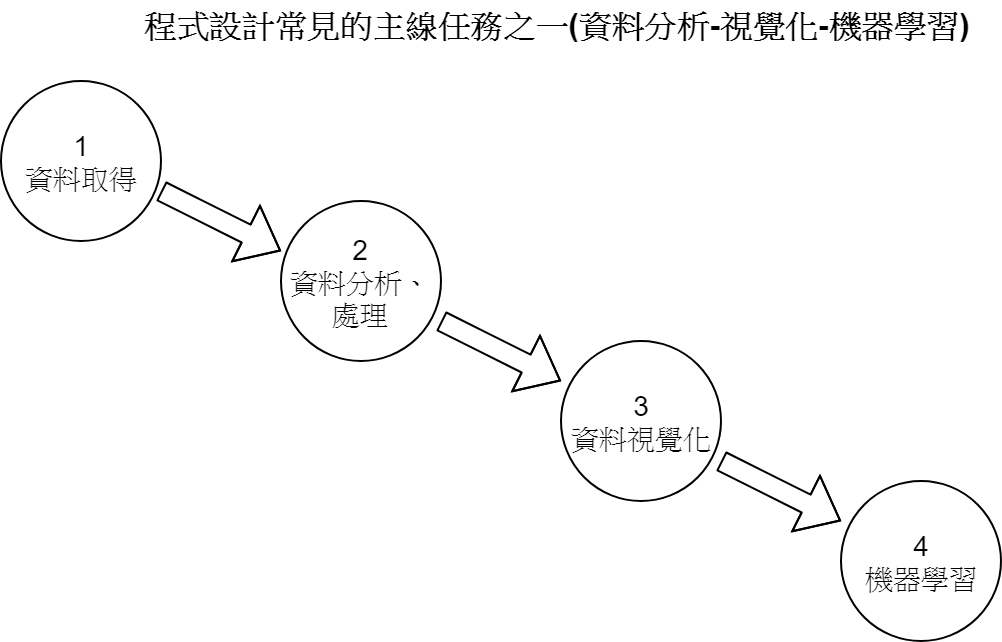 程式設計常見的主線任務之一(資料分析-視覺化-機器學習)
1
資料取得
2
資料分析、
處理
3
資料視覺化
4
機器學習